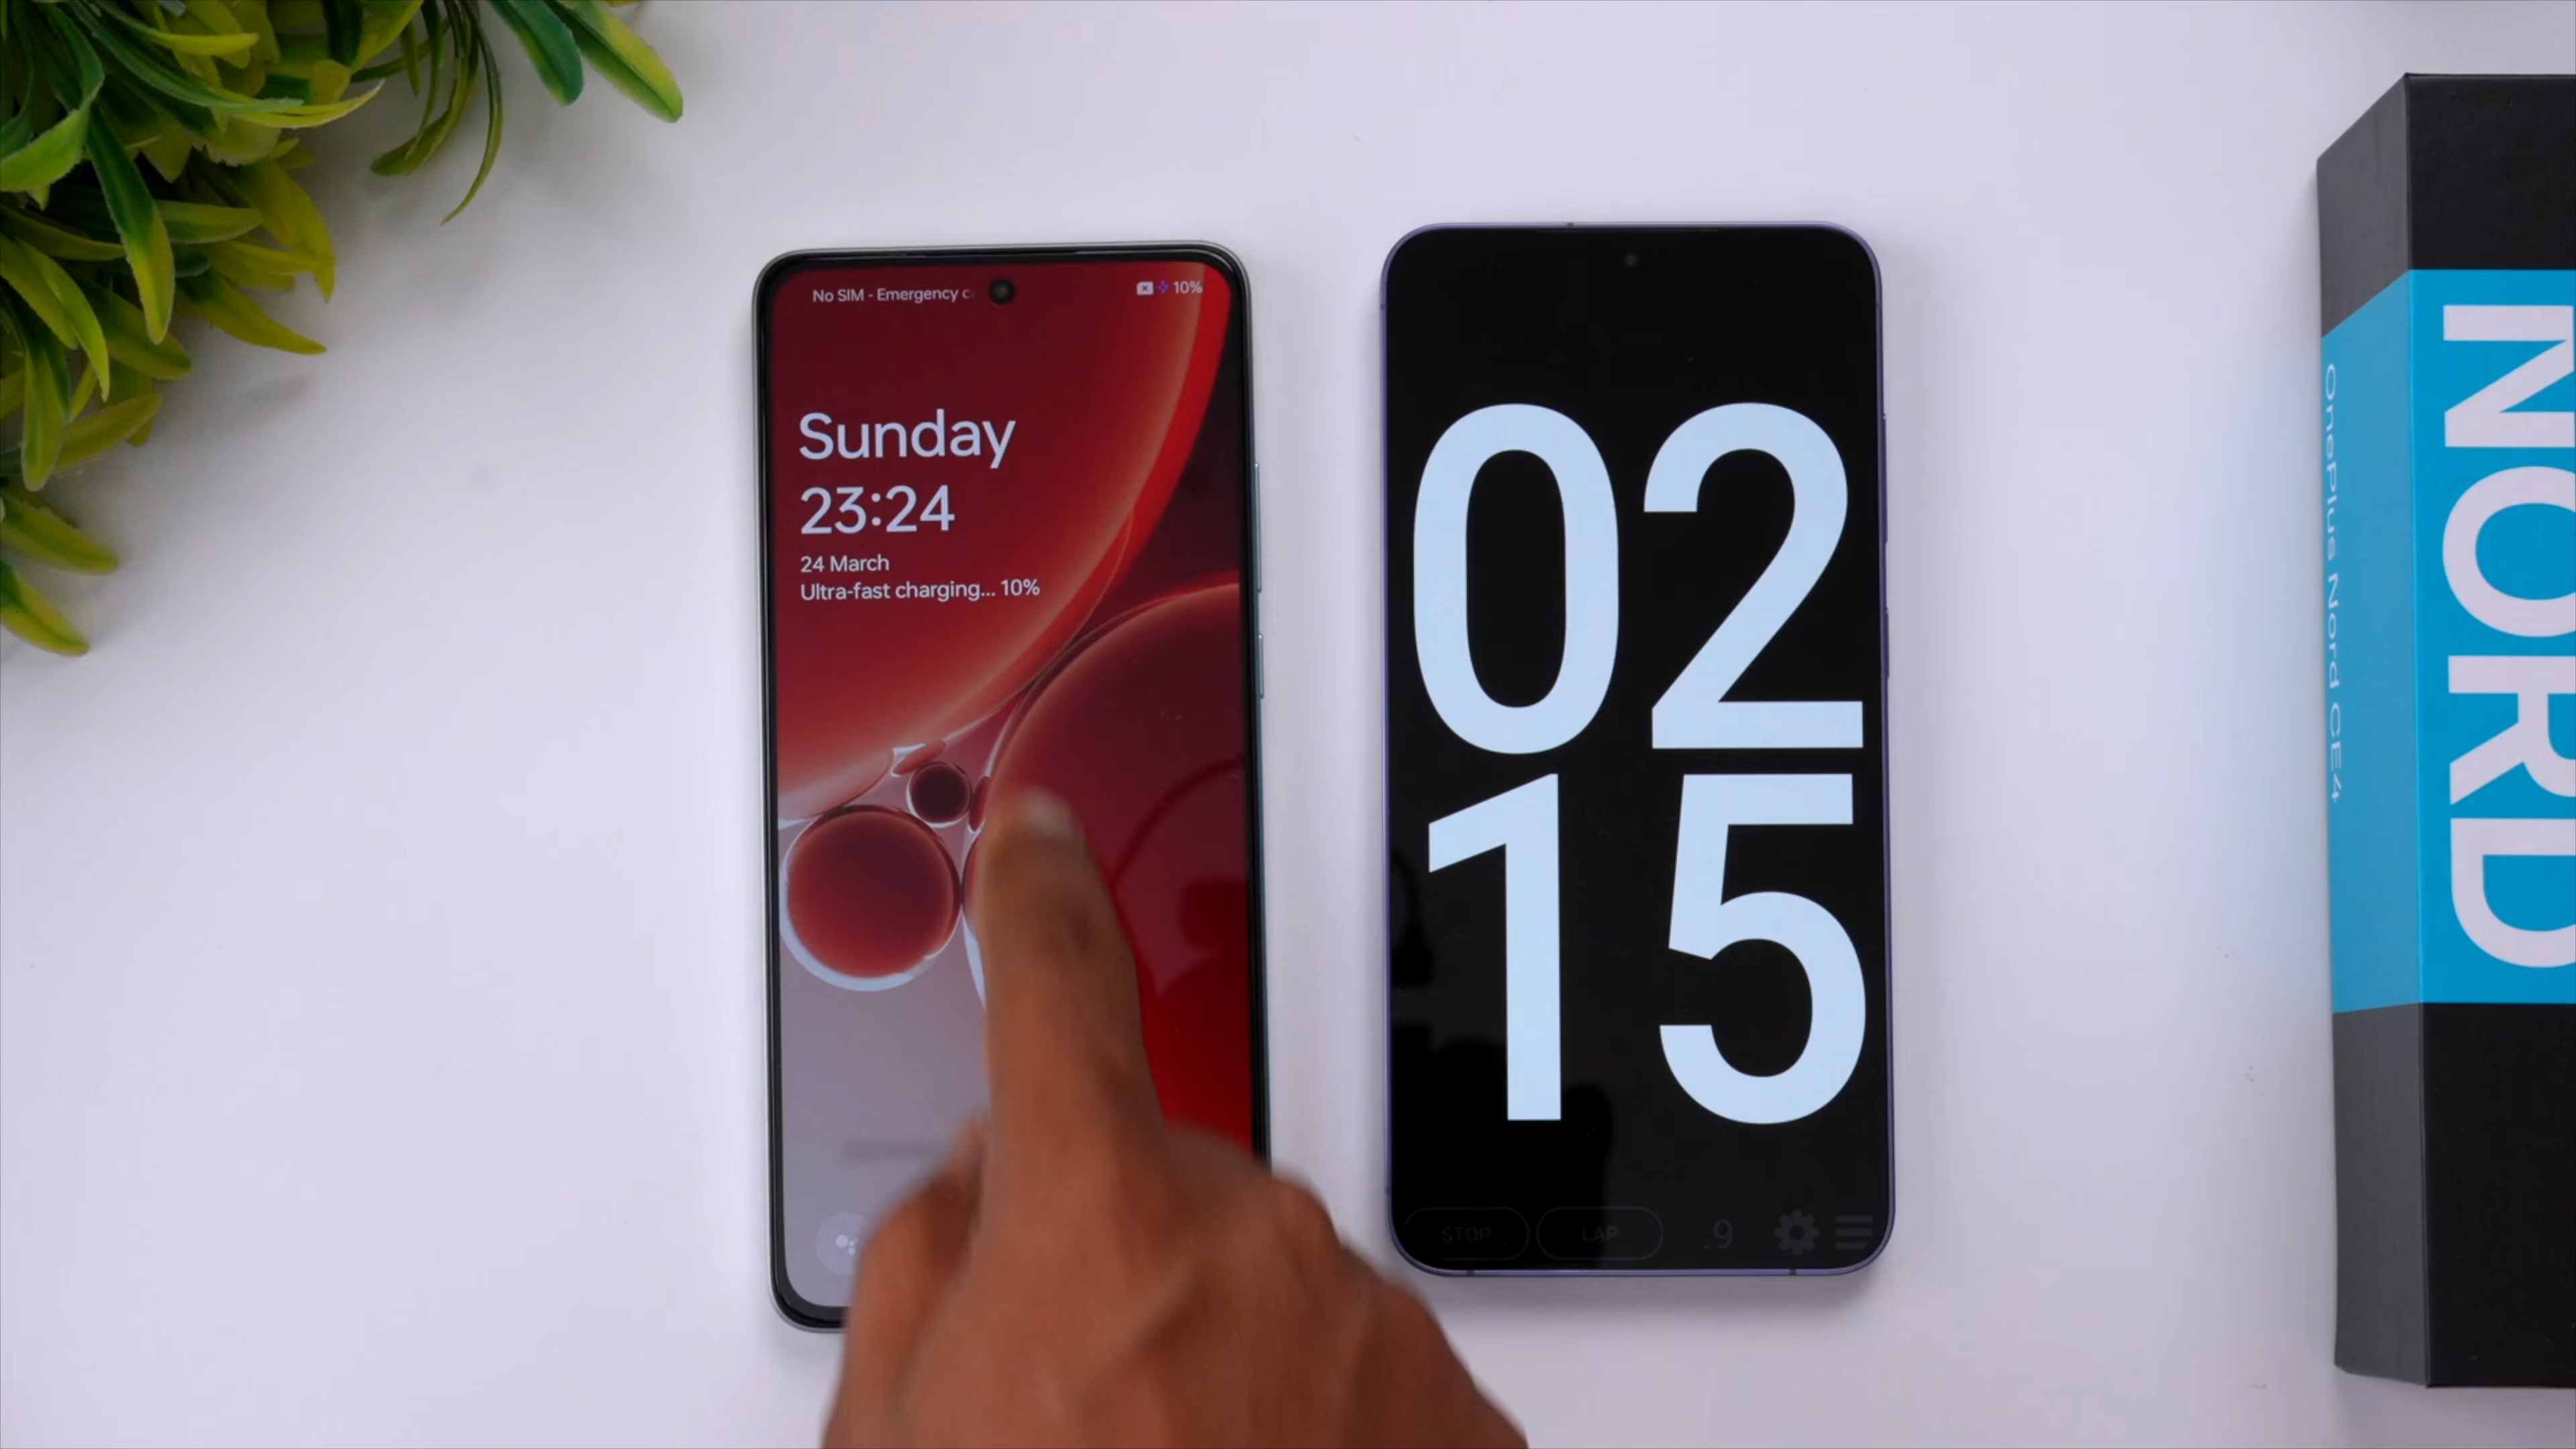 No SIM - Emergency c
10%
Sunday
23:24
24 March
Ultra-fast charging... 10%
02
15
STOP
LAP
.9
OnePlus Nord CE4
NORD